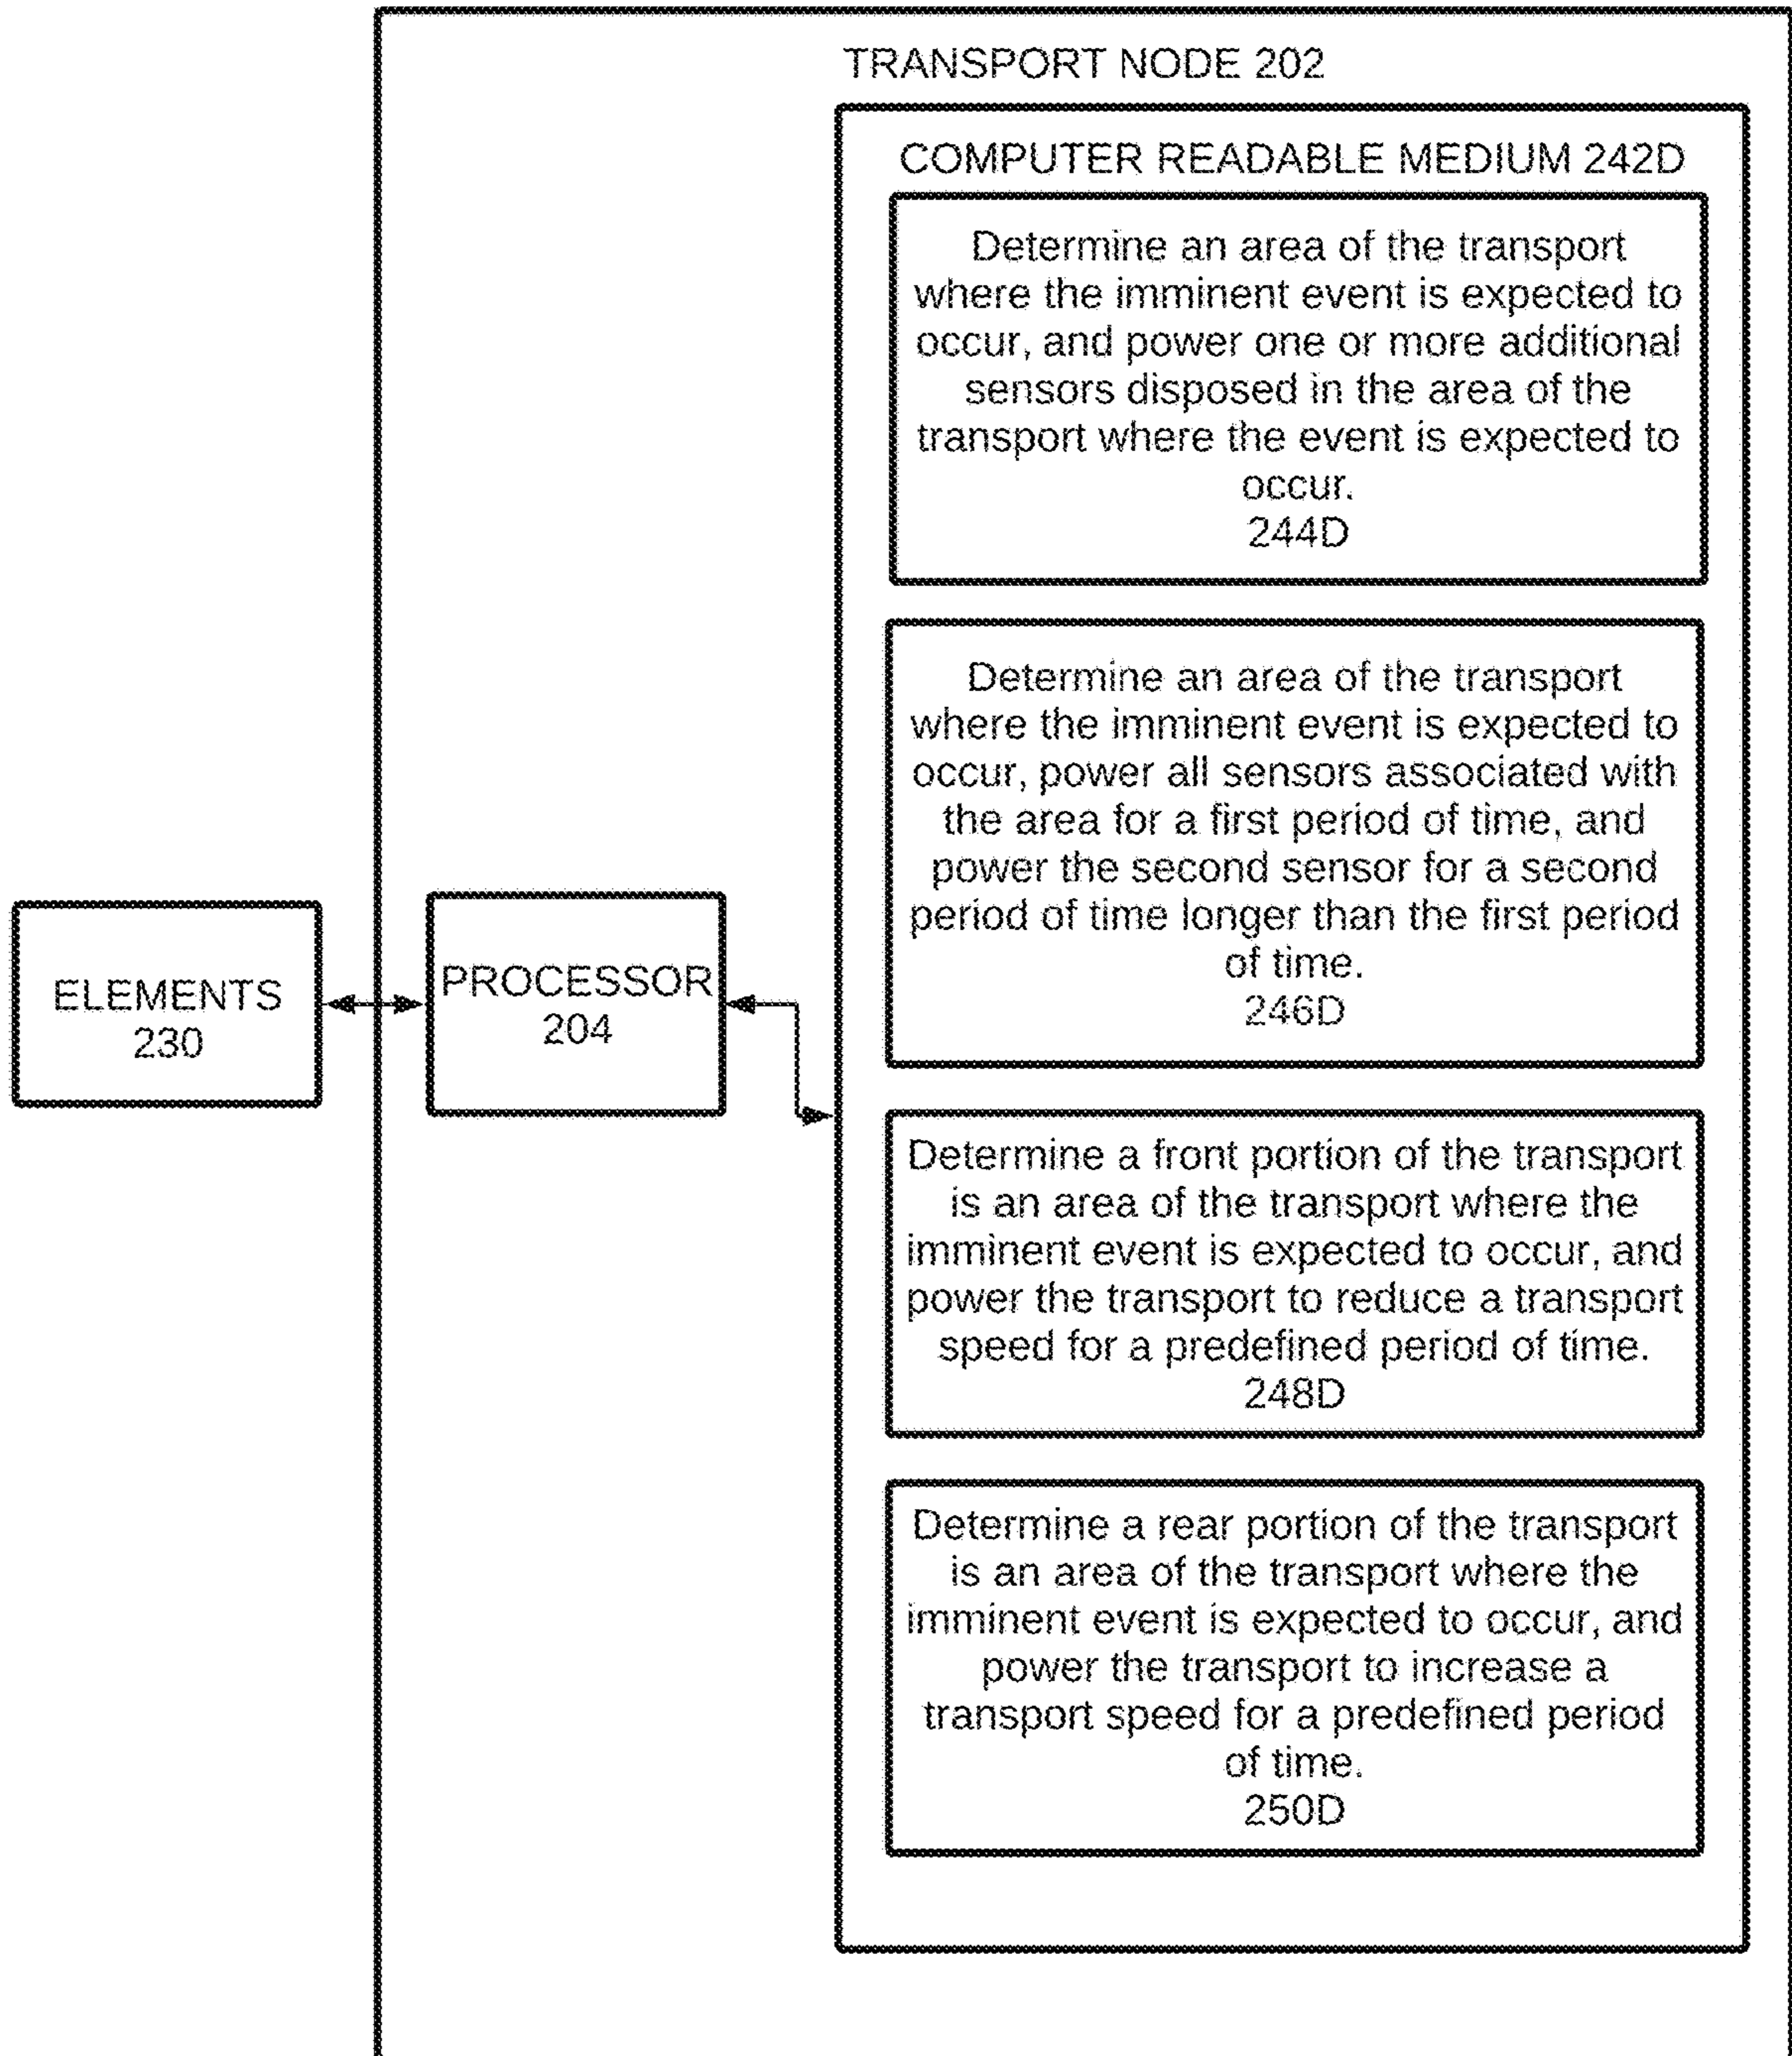 TRANSPORT NODE 202
COMPUTER READABLE MEDIUM 242D
Determine an area of the transport
where the imminent event is expected to
occur, and power one or more additional
sensors disposed in the area of the
transport where the event is expected to
occur.
244D
Determine an area of the transport
where the imminent event is expected to
occur, power all sensors associated with
the area for a first period of time, and
power the second sensor for a second
period of time longer than the first period
of time.
246D
ELEMENTS
230
PROCESSOR
204
Determine a front portion of the transport
is an area of the transport where the
imminent event is expected to occur, and
power the transport to reduce a transport
speed for a predefined period of time.
248D
Determine a rear portion of the transport
is an area of the transport where the
imminent event is expected to occur, and
power the transport to increase a
transport speed for a predefined period
of time.
250D